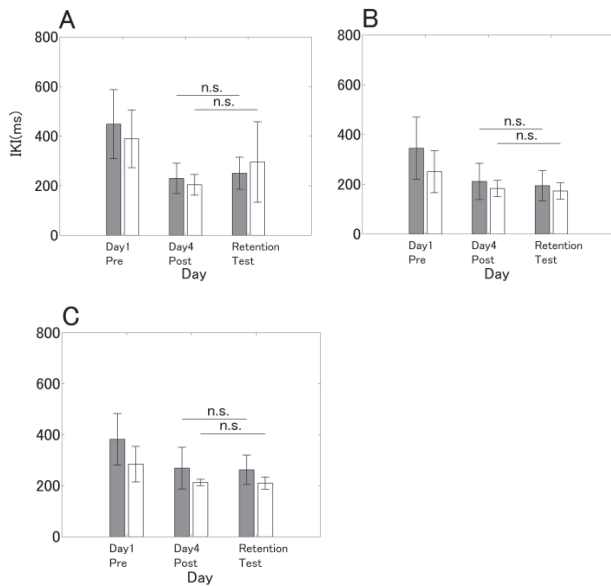 A
800
600
400
200
0
IKI(ms)
n.s.
n.s.
Day1
Pre
Day4
Post
Retention
Test
Day
B
800
600
400
200
0
n.s.
n.s.
Day1
Pre
Day4
Post
Retention
Test
Day
C
800
600
400
200
0
n.s.
n.s.
Day1
Pre
Day4
Post
Retention
Test
Day